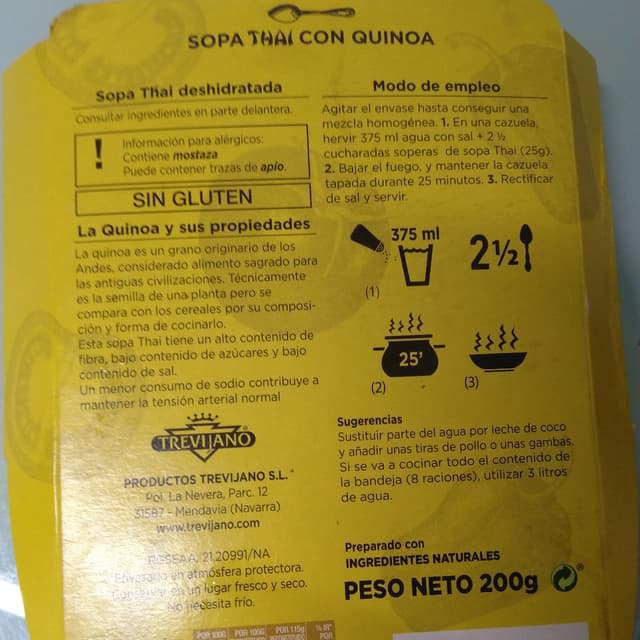 SOPA THAI CON QUINOA
Sopa Thai deshidratada
Consultar ingredientes en parte delantera.
!
Información para alérgicos:
Contiene mostaza
Puede contener trazas de apio.
SIN GLUTEN
La Quinoa y sus propiedades
La quinoa es un grano originario de los
Andes, considerado alimento sagrado para
las antiguas civilizaciones. Técnicamente
es la semilla de una planta pero se
compara con los cereales por su composi-
ción y forma de cocinarlo.
Esta sopa Thai tiene un alto contenido de
fibra, bajo contenido de azúcares y bajo
contenido de sal.
Un menor consumo de sodio contribuye a
mantener la tensión arterial normal
TREVIJANO
PRODUCTOS TREVIJANO S.L.
Pol. La Nevera, Parc. 12
31587 - Mendavia (Navarra)
www.trevijano.com
RGSEAA. 21.20991/NA
Envasado en atmósfera protectora.
Conservar en un lugar fresco y seco.
No necesita frío.
Modo de empleo
Agitar el envase hasta conseguir una
mezcla homogénea. 1. En una cazuela,
hervir 375 ml agua con sal + 2 ½
cucharadas soperas de sopa Thai (25g).
2. Bajar el fuego, y mantener la cazuela
tapada durante 25 minutos. 3. Rectificar
de sal y servir.
375 ml
2½
(1)
25'
(2)
(3)
Sugerencias
Sustituir parte del agua por leche de coco
y añadir unas tiras de pollo o unas gambas.
Si se va a cocinar todo el contenido de
la bandeja (8 raciones), utilizar 3 litros
de agua.
Preparado con
INGREDIENTES NATURALES
PESO NETO 200g
POR 100G POR 100G POR 115g % IR*